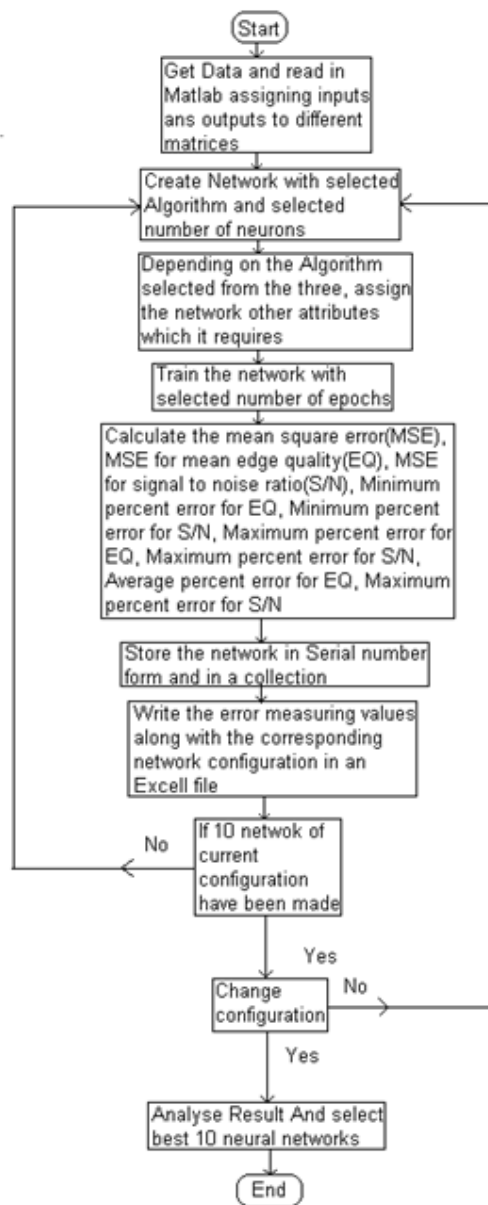 Start
Get Data and read in
Matlab assigning inputs
ans outputs to different
matrices
Create Network with selected
Algorithm and selected
number of neurons
Depending on the Algorithm
selected from the three, assign
the network other attributes
which it requires
Train the network with
selected number of epochs
Calculate the mean square error(MSE),
MSE for mean edge quality(EQ), MSE
for signal to noise ratio(S/N), Minimum
percent error for EQ, Minimum percent
error for S/N, Maximum percent error for
EQ, Maximum percent error for S/N,
Average percent error for EQ, Maximum
percent error for S/N
Store the network in Serial number
form and in a collection
Write the error measuring values
along with the corresponding
network configuration in an
Excell file
No
If 10 netwok of
current
configuration
have been made
Yes
Change
configuration
No
Yes
Analyse Result And select
best 10 neural networks
End